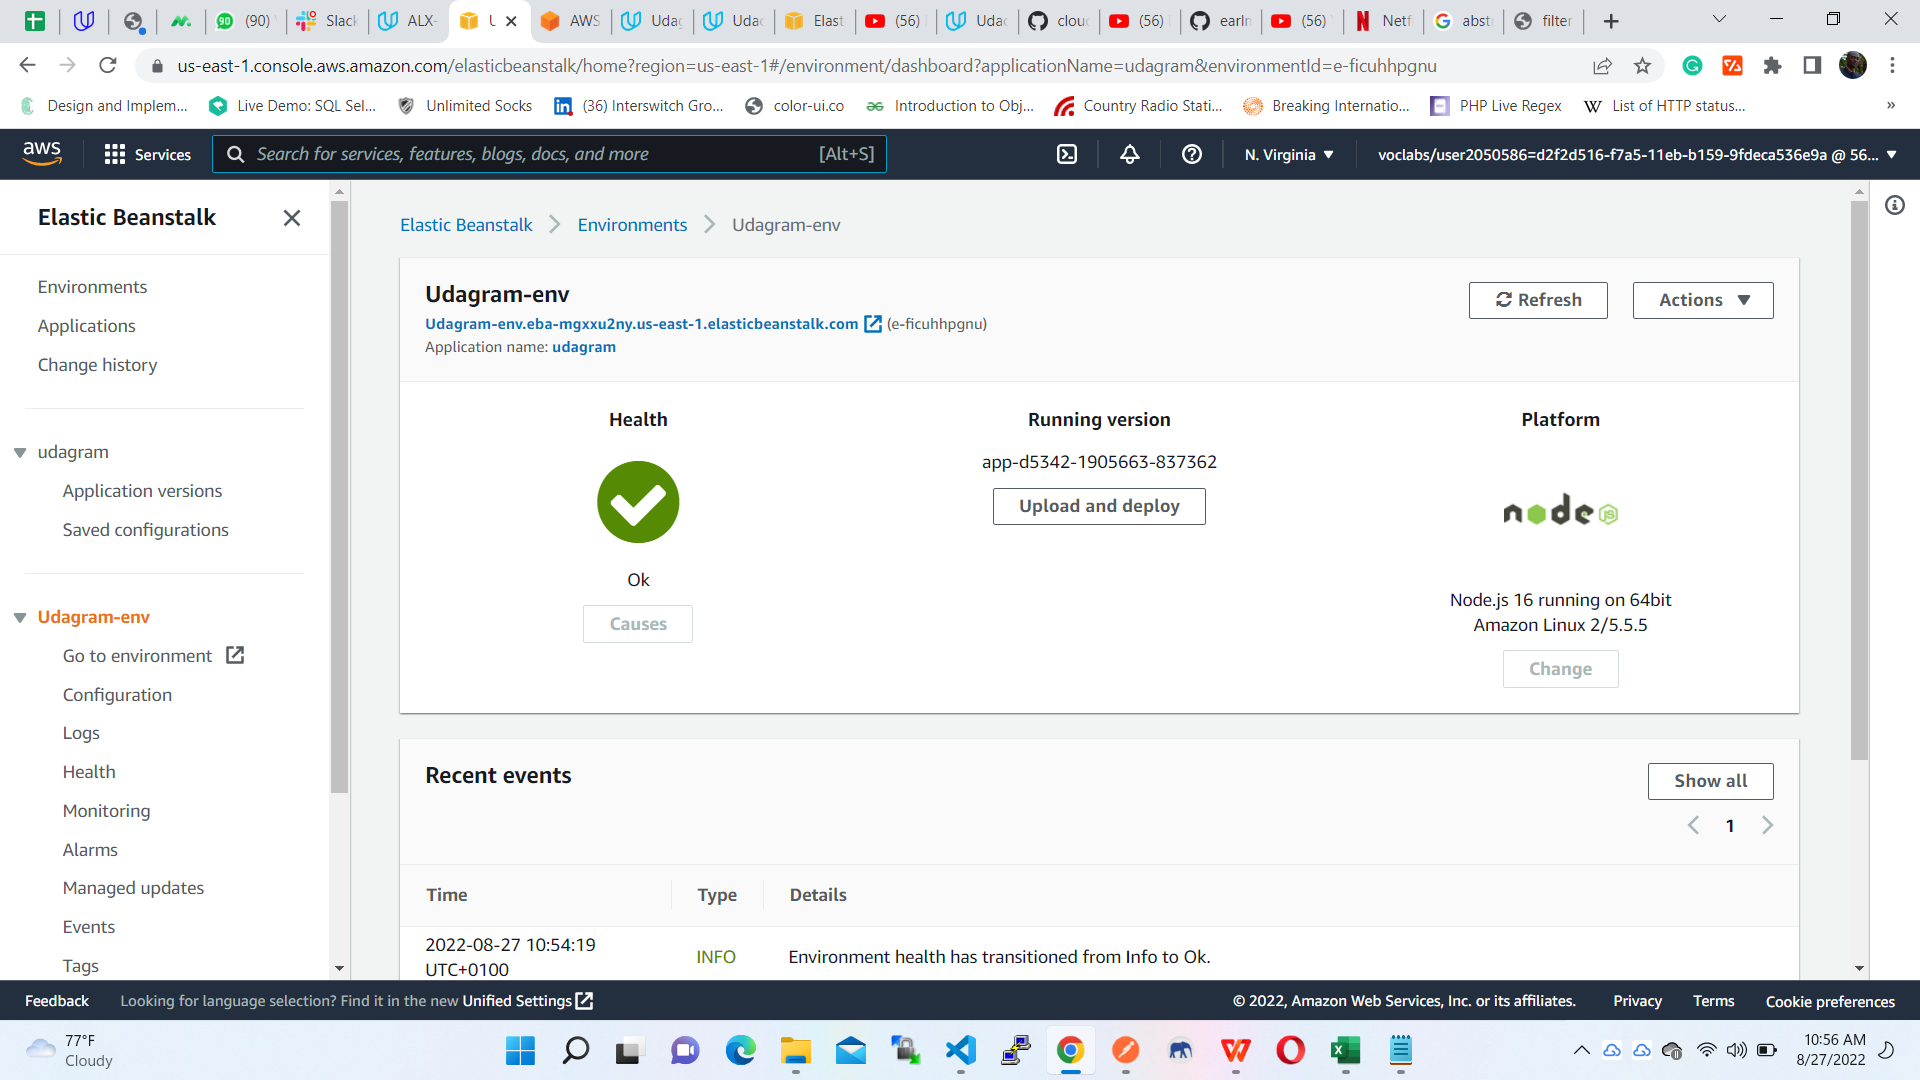 (90)
Slack
ALX-
U
AWS
Udac
Elast
(56)
Udac
clou
(56)
earln
(56)
Netf
abst
filter
us-east-1.console.aws.amazon.com/elasticbeanstalk/home?region=us-east-1#/environment/dashboard?applicationName=udagram&environmentId=e-ficuhhpgnu
Design and Implem...
Live Demo: SQL Sel...
Unlimited Socks
(36) Interswitch Gro...
color-ui.co
Introduction to Obj...
Country Radio Stati...
Breaking Internatio...
PHP Live Regex
List of HTTP status...
aws
Services
Search for services, features, blogs, docs, and more
[Alt+S]
N. Virginia
voclabs/user2050586=d2f2d516-f7a5-11eb-b159-9fdeca536e9a @ 56...
Elastic Beanstalk
Environments
Applications
Change history
udagram
Application versions
Saved configurations
Udagram-env
Go to environment
Configuration
Logs
Health
Monitoring
Alarms
Managed updates
Events
Tags
Elastic Beanstalk
Environments
Udagram-env
Udagram-env
Udagram-env.eba-mgxxu2ny.us-east-1.elasticbeanstalk.com (e-ficuhhpgnu)
Application name: udagram
Refresh
Actions
Health
Ok
Causes
Running version
app-d5342-1905663-837362
Upload and deploy
Platform
node JS
Node.js 16 running on 64bit
Amazon Linux 2/5.5.5
Change
Recent events
Show all
1
Time
Type
Details
2022-08-27 10:54:19
UTC+0100
INFO
Environment health has transitioned from Info to Ok.
Feedback
Looking for language selection? Find it in the new Unified Settings
© 2022, Amazon Web Services, Inc. or its affiliates.
Privacy
Terms
Cookie preferences
77°F
Cloudy
10:56 AM
8/27/2022